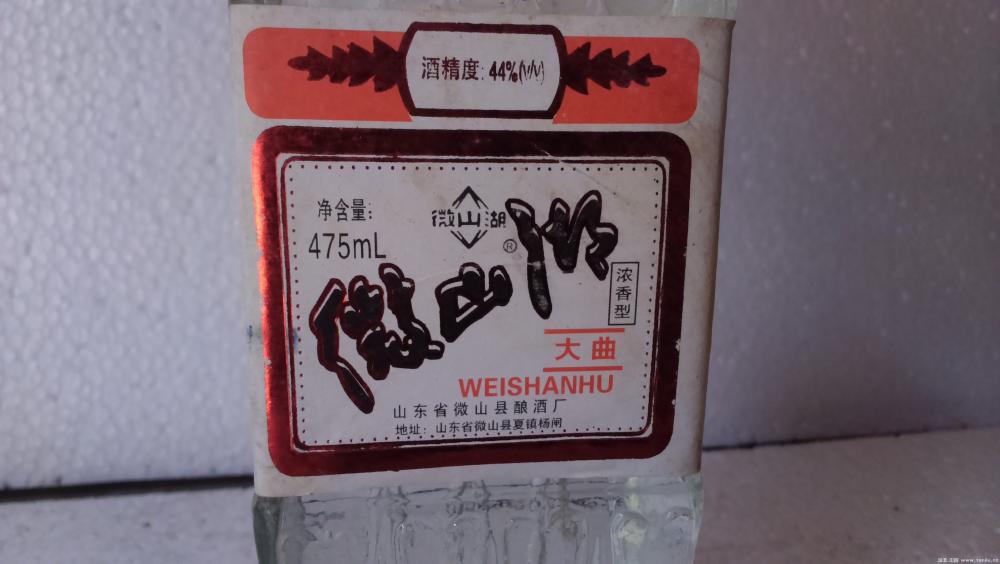 酒精度: 44%(V/V)
净含量:
475mL
微山湖
®
微山湖
浓香型
大曲
WEISHANHU
山东省微山县酿酒厂
地址: 山东省微山县夏镇杨闸